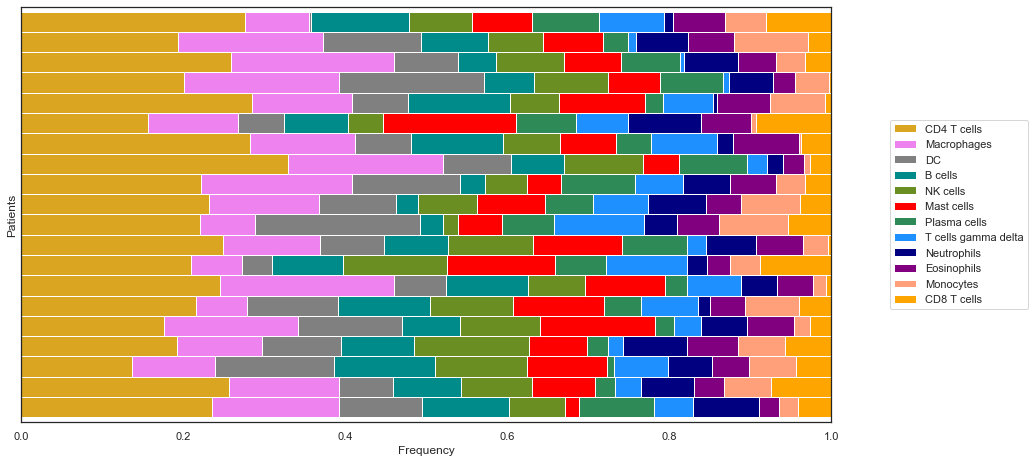 Patients
0.0 0.2 0.4 0.6 0.8 1.0
Frequency
CD4 T cells
Macrophages
DC
B cells
NK cells
Mast cells
Plasma cells
T cells gamma delta
Neutrophils
Eosinophils
Monocytes
CD8 T cells